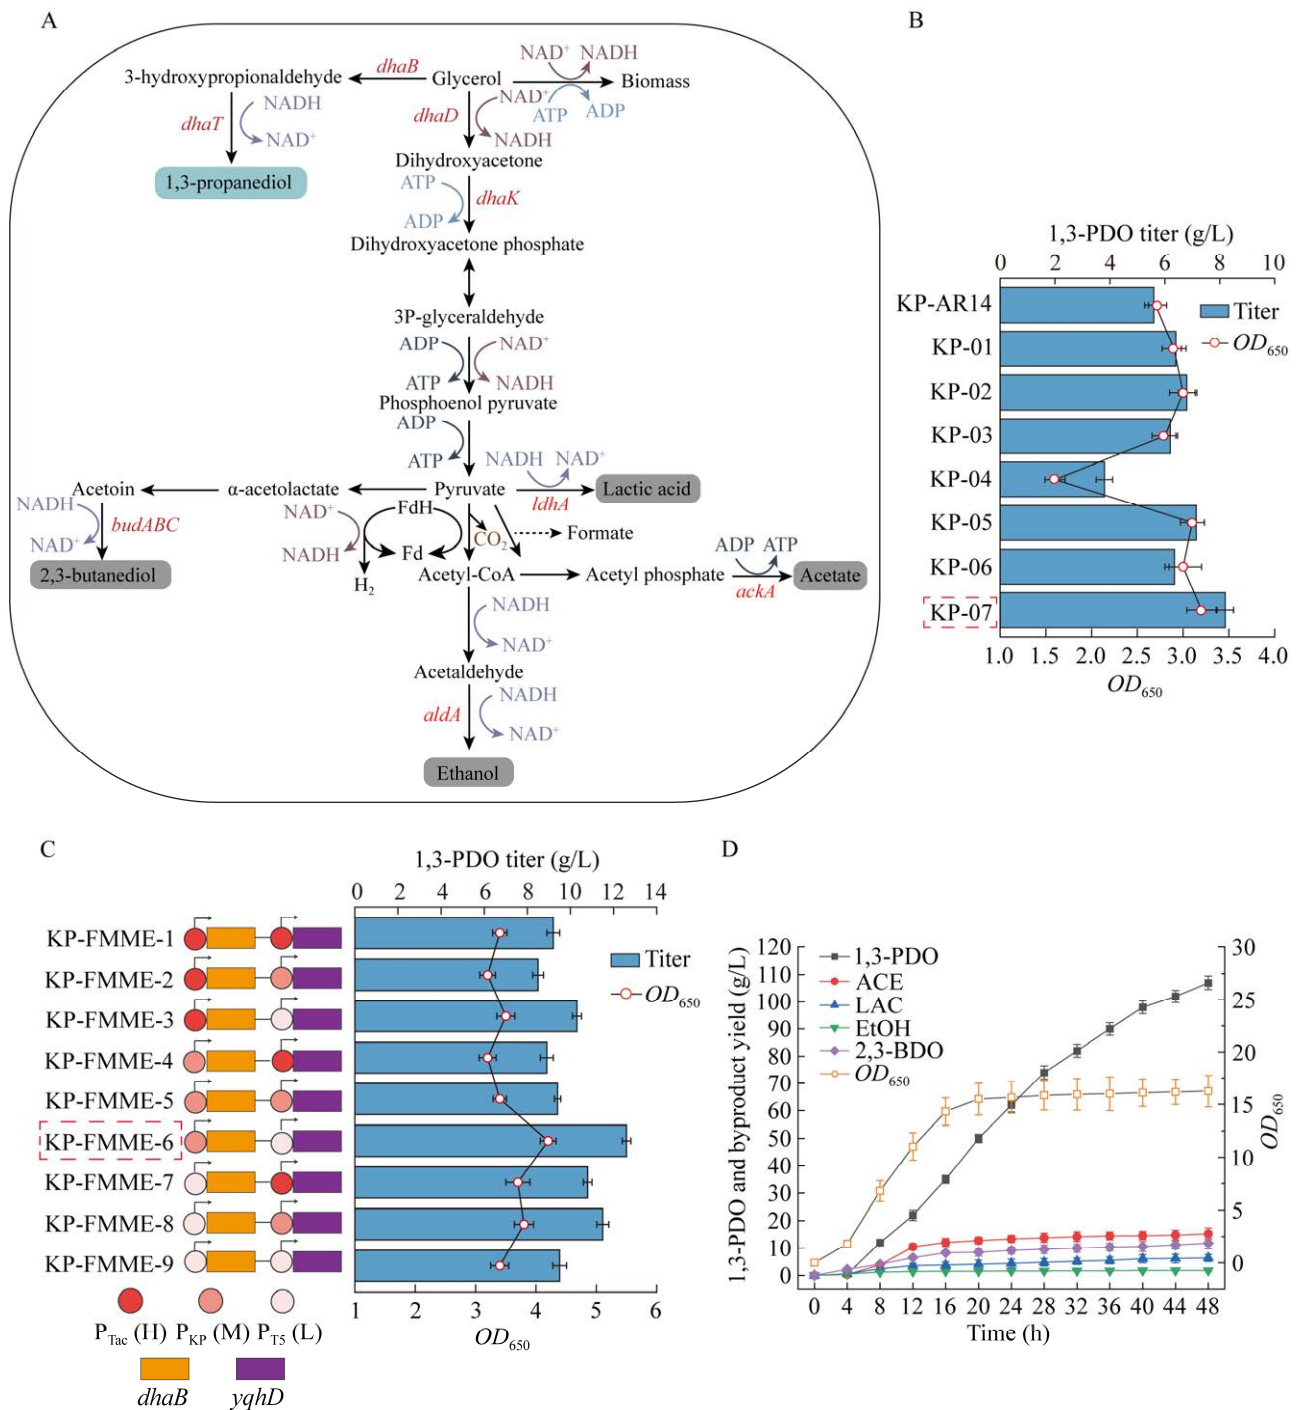 A
3-hydroxypropionaldehyde
dhaB
Glycerol
NAD+
NADH
Biomass
ATP
ADP
NADH
NAD+
dhaT
1,3-propanediol
dhaD
NAD+
NADH
Dihydroxyacetone
ATP
ADP
dhaK
Dihydroxyacetone phosphate
3P-glyceraldehyde
ADP
ATP
NAD+
NADH
Phosphoenol pyruvate
ADP
ATP
NADH
NAD+
Acetoin
α-acetolactate
Pyruvate
ldhA
Lactic acid
NADH
NAD+
budABC
2,3-butanediol
NAD+
NADH
FdH
Fd
H2
CO2
Formate
Acetyl-CoA
Acetyl phosphate
ADP
ATP
ackA
Acetate
NADH
NAD+
Acetaldehyde
aldA
NADH
NAD+
Ethanol
B
1,3-PDO titer (g/L)
0 2 4 6 8 10
KP-AR14
KP-01
KP-02
KP-03
KP-04
KP-05
KP-06
KP-07
Titer
OD650
1.0 1.5 2.0 2.5 3.0 3.5 4.0
OD650
C
1,3-PDO titer (g/L)
0 2 4 6 8 10 12 14
KP-FMME-1
KP-FMME-2
KP-FMME-3
KP-FMME-4
KP-FMME-5
KP-FMME-6
KP-FMME-7
KP-FMME-8
KP-FMME-9
Titer
OD650
1 2 3 4 5 6
OD650
PTac (H) PKP (M) PT5 (L)
dhaB yqhD
D
1,3-PDO and byproduct yield (g/L)
120
110
100
90
80
70
60
50
40
30
20
10
0
1,3-PDO
ACE
LAC
EtOH
2,3-BDO
OD650
30
25
20
15
10
5
0
OD650
0 4 8 12 16 20 24 28 32 36 40 44 48
Time (h)